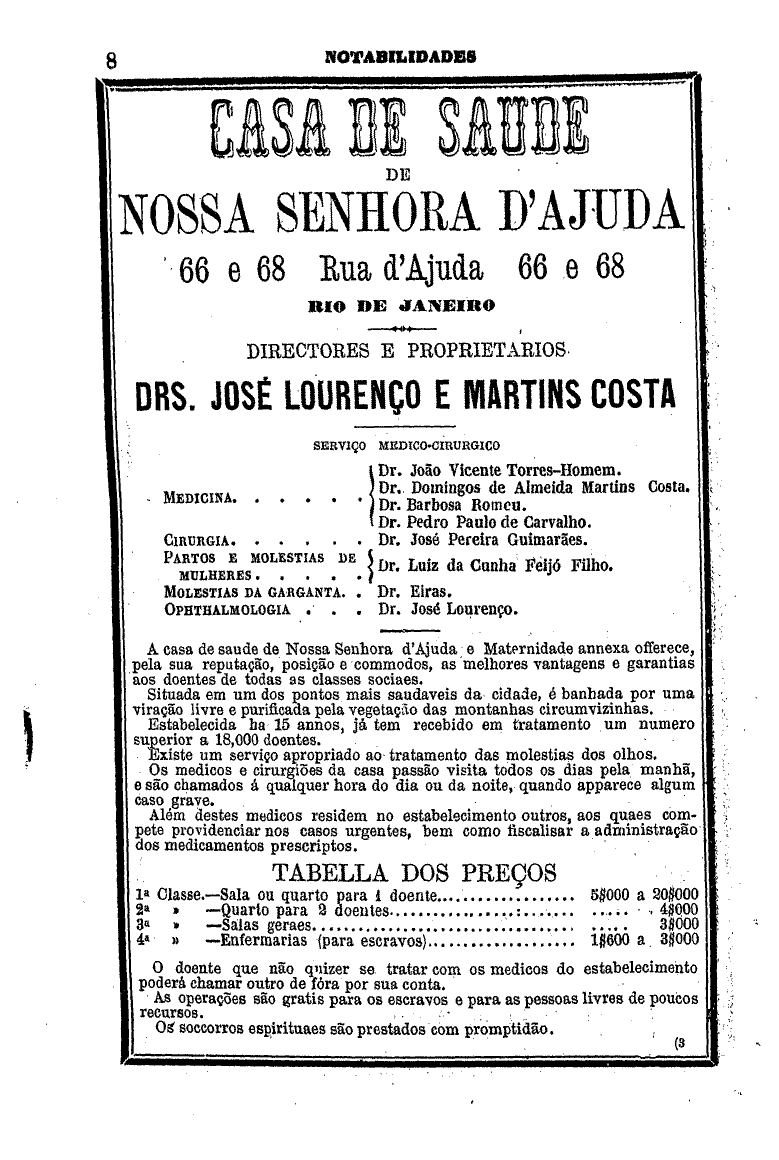 8 NOTABILIDADES
CASA DE SAUDE
DE
NOSSA SENHORA D'AJUDA
66 e 68 Rua d'Ajuda 66 e 68
RIO DE JANEIRO
DIRECTORES E PROPRIETARIOS
DRS. JOSÉ LOURENÇO E MARTINS COSTA
SERVIÇO MEDICO-CIRURGICO
Dr. João Vicente Torres-Homem.
Dr. Domingos de Almeida Martins Costa.
MEDICINA. . . . . .
Dr. Barbosa Romeu.
Dr. Pedro Paulo de Carvalho.
CIRURGIA. . . . . . Dr. José Pereira Guimarães.
PARTOS E MOLESTIAS DE
MULHERES. . . . . Dr. Luiz da Cunha Feijó Filho.
MOLESTIAS DA GARGANTA. . Dr. Eiras.
OPHTHALMOLOGIA . . . Dr. José Lourenço.
A casa de saude de Nossa Senhora d'Ajuda e Maternidade annexa offerece,
pela sua reputação, posição e commodos, as melhores vantagens e garantias
aos doentes de todas as classes sociaes.
Situada em um dos pontos mais saudaveis da cidade, é banhada por uma
viração livre e purificada pela vegetação das montanhas circumvizinhas.
Estabelecida ha 15 annos, já tem recebido em tratamento um numero
superior a 18,000 doentes.
Existe um serviço apropriado ao tratamento das molestias dos olhos.
Os medicos e cirurgiões da casa passão visita todos os dias pela manhã,
e são chamados á qualquer hora do dia ou da noite, quando apparece algum
caso grave.
Além destes medicos residem no estabelecimento outros, aos quaes com-
pete providenciar nos casos urgentes, bem como fiscalisar a administração
dos medicamentos prescriptos.
TABELLA DOS PREÇOS
1ª Classe.—Sala ou quarto para 1 doente.................. 5$000 a 20$000
2ª » —Quarto para 2 doentes......................... ..... 4$000
3ª » —Salas geraes................................... ..... 3$000
4ª » —Enfermarias (para escravos).................... 1$600 a 3$000
O doente que não quizer se tratar com os medicos do estabelecimento
poderá chamar outro de fóra por sua conta.
As operações são gratis para os escravos e para as pessoas livres de poucos
recursos.
Os soccorros espirituaes são prestados com promptidão.
(3